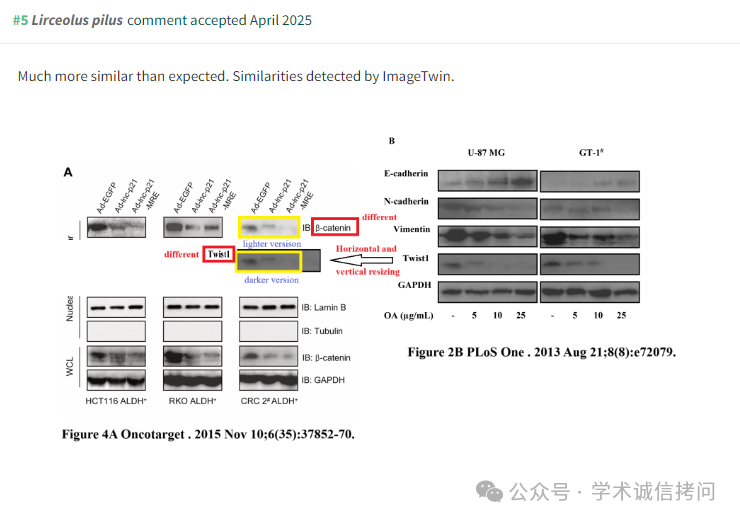 #5 Lirceolus pilus comment accepted April 2025
Much more similar than expected. Similarities detected by ImageTwin.
A
Ad-EGFP
Ad-lnc-p21
Ad-lnc-p21
-MRE
Ad-EGFP
Ad-lnc-p21
Ad-lnc-p21
-MRE
Ad-EGFP
Ad-lnc-p21
Ad-lnc-p21
-MRE
different
IB: β-catenin
lighter versison
different
Twist1
Horizontal and
vertical resizing
darker version
Nuclea
IB: Lamin B
IB: Tubulin
WCL
IB: β-catenin
IB: GAPDH
HCT116 ALDH+
RKO ALDH+
CRC 2# ALDH+
Figure 4A Oncotarget . 2015 Nov 10;6(35):37852-70.
B
U-87 MG
GT-1#
E-cadherin
N-cadherin
Vimentin
Twist1
GAPDH
OA (μg/mL) - 5 10 25 - 5 10 25
Figure 2B PLoS One . 2013 Aug 21;8(8):e72079.
公众号 · 学术诚信拷问